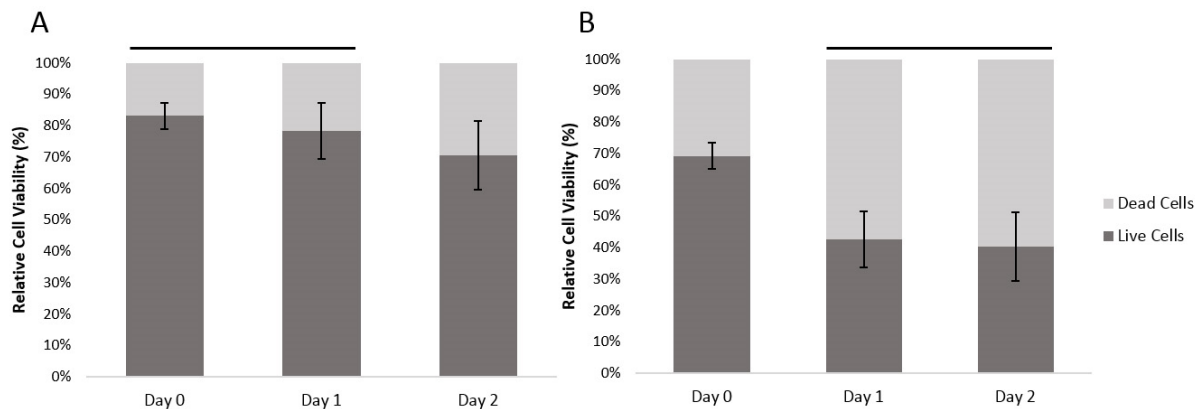 A
Relative Cell Viability (%)
100%
90%
80%
70%
60%
50%
40%
30%
20%
10%
0%
Day 0
Day 1
Day 2
B
Relative Cell Viability (%)
100%
90%
80%
70%
60%
50%
40%
30%
20%
10%
0%
Day 0
Day 1
Day 2
Dead Cells
Live Cells